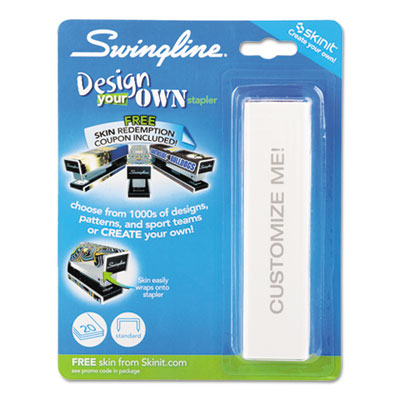 Swingline®
skinit
Create your own!
Design
your OWN stapler
FREE
SKIN REDEMPTION
COUPON INCLUDED!
BULLDOGS
choose from 1000s of designs,
patterns, and sport teams
or CREATE your own!
CUSTOMIZE ME!
Skin easily
wraps onto
stapler
20
standard
FREE skin from Skinit.com
see promo code in package